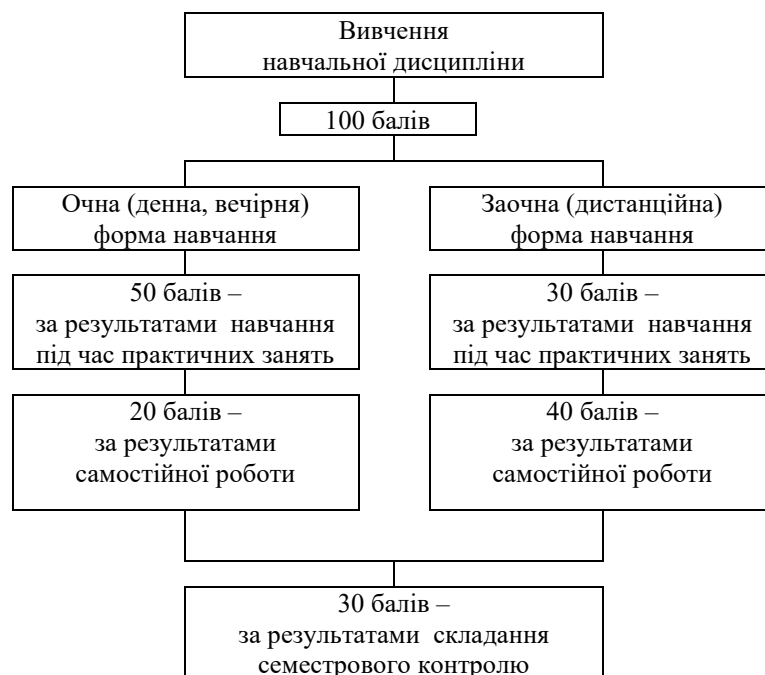 Вивчення
навчальної дисципліни
100 балів
Очна (денна, вечірня)
форма навчання
Заочна (дистанційна)
форма навчання
50 балів –
за результатами навчання
під час практичних занять
30 балів –
за результатами навчання
під час практичних занять
20 балів –
за результатами
самостійної роботи
40 балів –
за результатами
самостійної роботи
30 балів –
за результатами складання
семестрового контролю